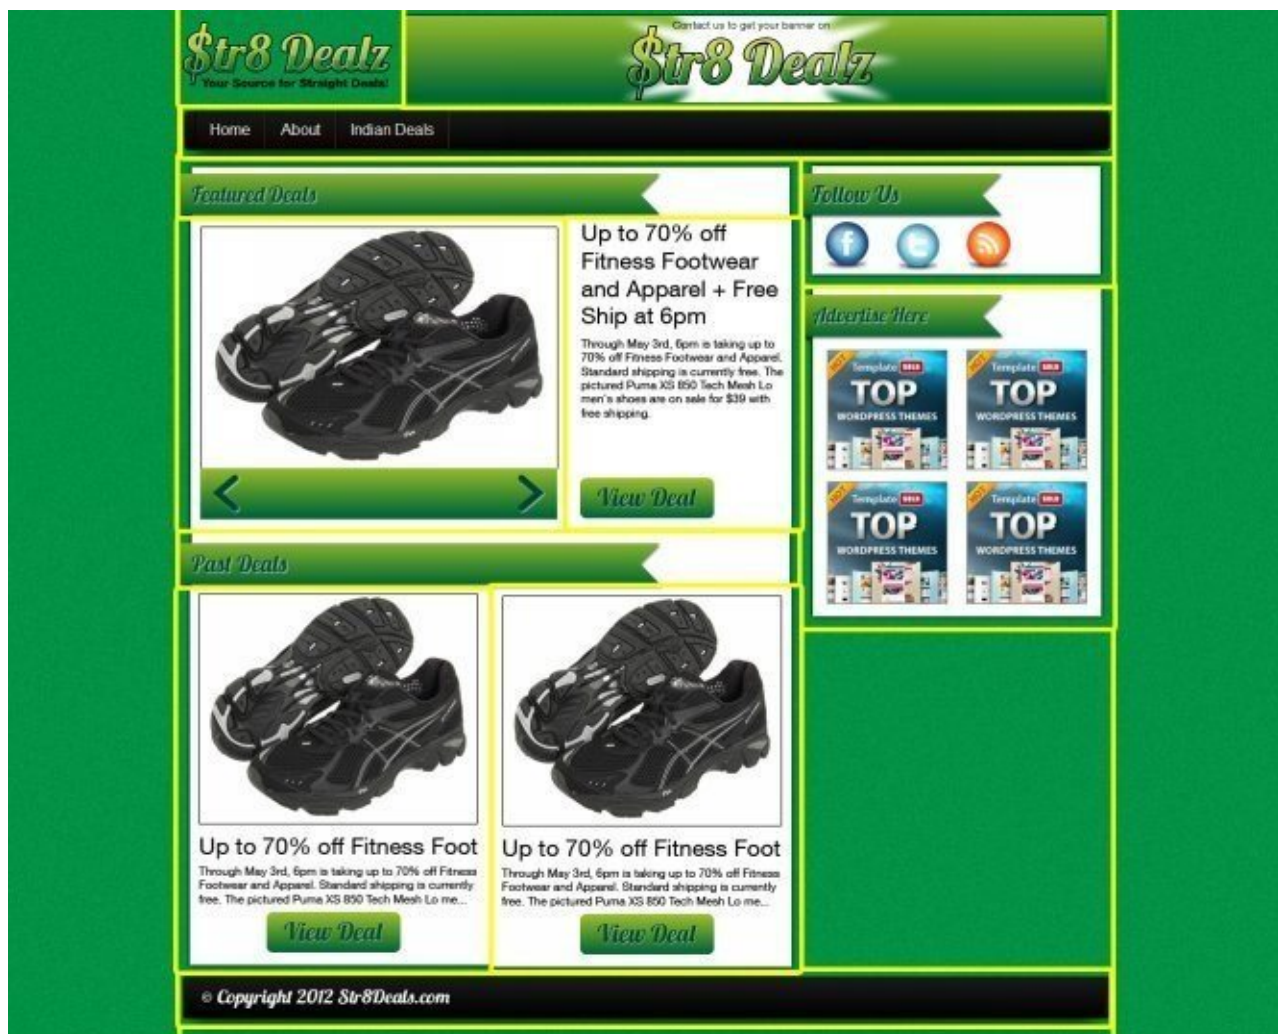 $tr8 Dealz
Your Source for Straight Deals!
Contact us to get your banner on
$tr8 Dealz
Home About Indian Deals
Featured Deals
Up to 70% off
Fitness Footwear
and Apparel + Free
Ship at 6pm
Through May 3rd, 6pm is taking up to
70% off Fitness Footwear and Apparel.
Standard shipping is currently free. The
pictured Puma XS 850 Tech Mesh Lo
men's shoes are on sale for $39 with
free shipping.
View Deal
Follow Us
Advertise Here
HOT
Template SOLD
TOP
WORDPRESS THEMES
HOT
Template SOLD
TOP
WORDPRESS THEMES
HOT
Template SOLD
TOP
WORDPRESS THEMES
HOT
Template SOLD
TOP
WORDPRESS THEMES
Past Deals
Up to 70% off Fitness Foot
Through May 3rd, 6pm is taking up to 70% off Fitness
Footwear and Apparel. Standard shipping is currently
free. The pictured Puma XS 850 Tech Mesh Lo me...
View Deal
Up to 70% off Fitness Foot
Through May 3rd, 6pm is taking up to 70% off Fitness
Footwear and Apparel. Standard shipping is currently
free. The pictured Puma XS 850 Tech Mesh Lo me...
View Deal
© Copyright 2012 Str8Deals.com